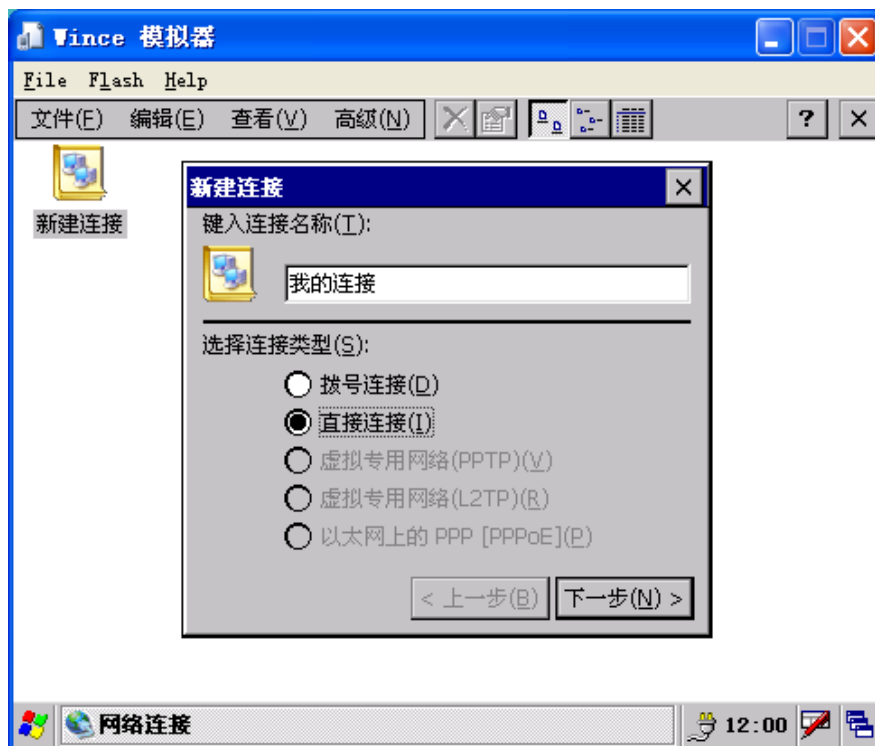 Wince 模拟器
File Flash Help
文件(F) 编辑(E) 查看(V) 高级(N) ?
新建连接
新建连接
键入连接名称(T):
我的连接
选择连接类型(S):
拨号连接(D)
直接连接(I)
虚拟专用网络(PPTP)(V)
虚拟专用网络(L2TP)(R)
以太网上的 PPP [PPPoE](P)
< 上一步(B) 下一步(N) >
网络连接 12:00